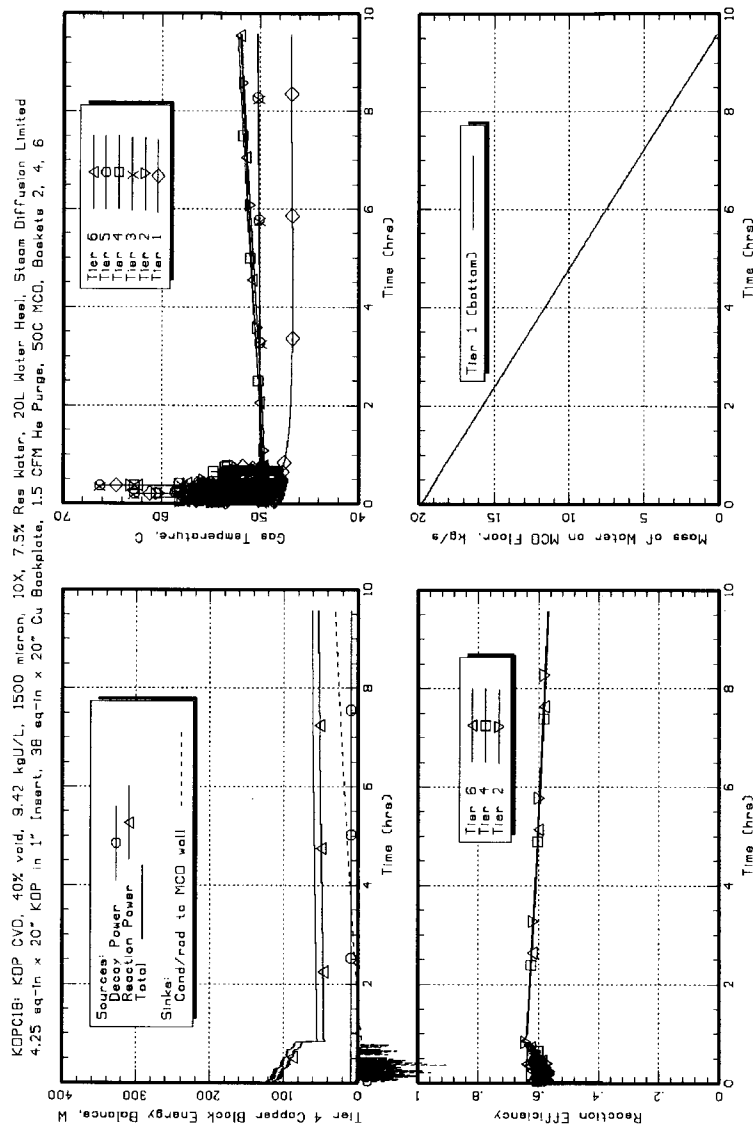 KOPC18: KOP CVD, 40% void, 9.42 kgU/L, 1500 micron, 10X, 7.5% Res Water, 20L Water Heel, Steam Diffusion Limited
4.25 sq-in x 20" KOP in 1" Insert, 38 sq-in x 20" Cu Backplate, 1.5 CFM He Purge, 50C MCO, Baskets 2, 4, 6
Tier 4 Copper Block Energy Balance, W
400
300
200
100
0
Sources:
Decay Power
Reaction Power
Total
Sinks:
Cond/rad to MCO wall
0
2
4
6
8
10
Time (hrs)
Gas Temperature, C
70
60
50
40
Tier 6
Tier 5
Tier 4
Tier 3
Tier 2
Tier 1
0
2
4
6
8
10
Time (hrs)
Reaction Efficiency
1
.8
.6
.4
.2
0
Tier 6
Tier 4
Tier 2
0
2
4
6
8
10
Time (hrs)
Mass of Water on MCO Floor, kg/s
20
15
10
5
0
Tier 1 (bottom)
0
2
4
6
8
10
Time (hrs)